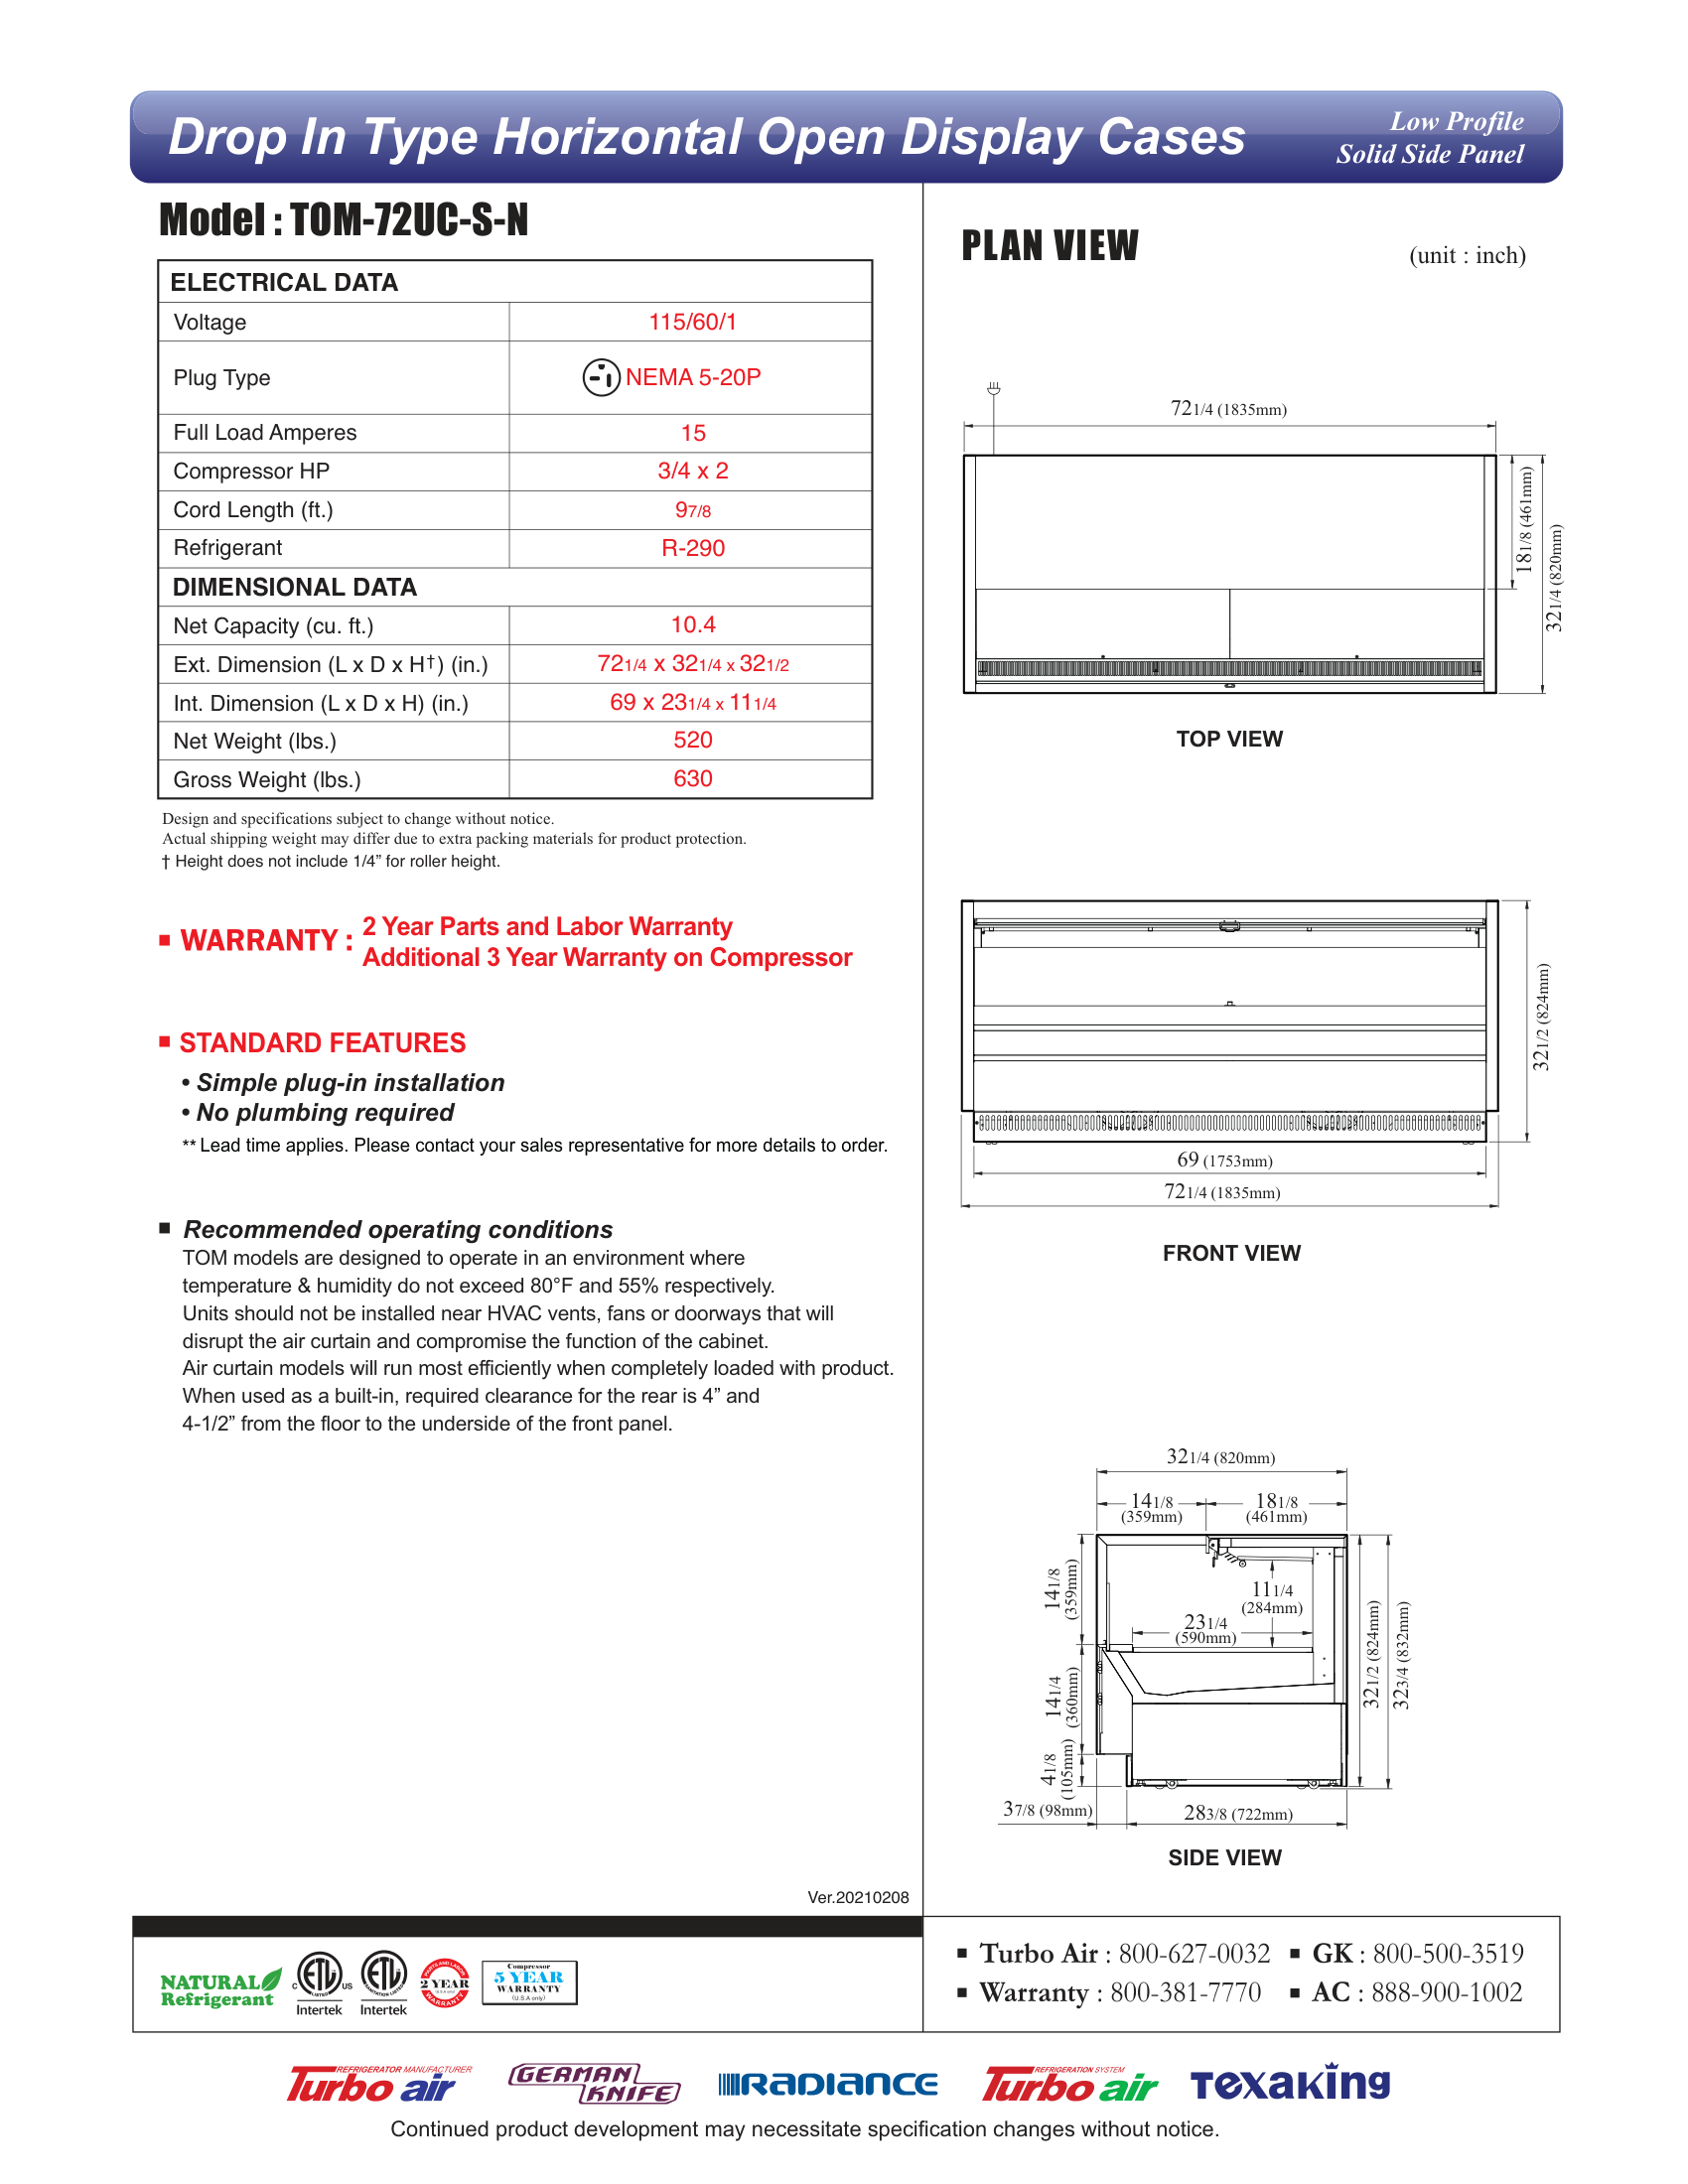 Drop In Type Horizontal Open Display Cases
Low Profile
Solid Side Panel
Model : TOM-72UC-S-N
ELECTRICAL DATA
Voltage 115/60/1
Plug Type NEMA 5-20P
Full Load Amperes 15
Compressor HP 3/4 x 2
Cord Length (ft.) 97/8
Refrigerant R-290
DIMENSIONAL DATA
Net Capacity (cu. ft.) 10.4
Ext. Dimension (L x D x H†) (in.) 721/4 x 321/4 x 321/2
Int. Dimension (L x D x H) (in.) 69 x 231/4 x 111/4
Net Weight (lbs.) 520
Gross Weight (lbs.) 630
Design and specifications subject to change without notice.
Actual shipping weight may differ due to extra packing materials for product protection.
† Height does not include 1/4” for roller height.
■ WARRANTY : 2 Year Parts and Labor Warranty
Additional 3 Year Warranty on Compressor
■ STANDARD FEATURES
• Simple plug-in installation
• No plumbing required
** Lead time applies. Please contact your sales representative for more details to order.
■ Recommended operating conditions
TOM models are designed to operate in an environment where
temperature & humidity do not exceed 80°F and 55% respectively.
Units should not be installed near HVAC vents, fans or doorways that will
disrupt the air curtain and compromise the function of the cabinet.
Air curtain models will run most efficiently when completely loaded with product.
When used as a built-in, required clearance for the rear is 4” and
4-1/2” from the floor to the underside of the front panel.
Ver.20210208
PLAN VIEW
(unit : inch)
721/4 (1835mm)
181/8 (461mm)
321/4 (820mm)
TOP VIEW
321/2 (824mm)
69 (1753mm)
721/4 (1835mm)
FRONT VIEW
321/4 (820mm)
141/8 (359mm)
181/8 (461mm)
141/8 (359mm)
111/4 (284mm)
231/4 (590mm)
141/4 (360mm)
41/8 (105mm)
321/2 (824mm)
323/4 (832mm)
37/8 (98mm)
283/8 (722mm)
SIDE VIEW
NATURAL
Refrigerant
C ETL US
LISTED
Intertek
ETL
SANITATION LISTED
Intertek
PARTS AND LABOR
2 YEAR
(U.S.A only)
WARRANTY
Compressor
5 YEAR
WARRANTY
(U.S.A only)
■ Turbo Air : 800-627-0032 ■ GK : 800-500-3519
■ Warranty : 800-381-7770 ■ AC : 888-900-1002
REFRIGERATOR MANUFACTURER
Turbo air
GERMAN
KNIFE
RADIANCE
REFRIGERATION SYSTEM
Turbo air
TEXAKING
Continued product development may necessitate specification changes without notice.